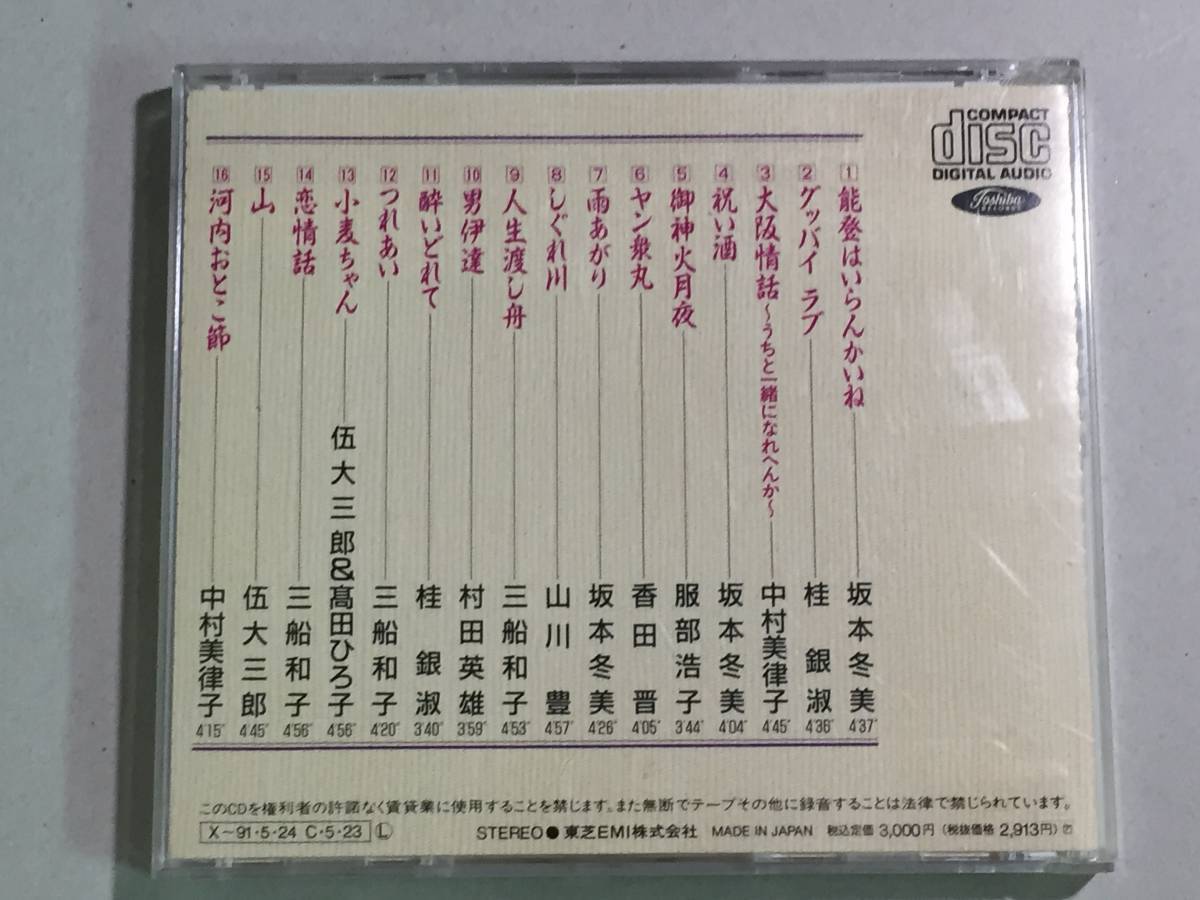 COMPACT
disc
DIGITAL AUDIO
Toshiba
RECORDS
1 能登はいらんかいね 坂本冬美 4'37"
2 グッバイ ラブ 桂 銀淑 4'36"
3 大阪情話～うちと一緒になれへんか～ 中村美律子 4'45"
4 祝い酒 坂本冬美 4'04"
5 御神火月夜 服部浩子 3'44"
6 ヤン衆丸 香田 晋 4'05"
7 雨あがり 坂本冬美 4'26"
8 しぐれ川 山川 豊 4'57"
9 人生渡し舟 三船和子 4'53"
10 男伊達 村田英雄 3'59"
11 酔いどれて 桂 銀淑 3'40"
12 つれあい 三船和子 4'20"
13 小麦ちゃん 伍大三郎&髙田ひろ子 4'56"
14 恋情話 三船和子 4'56"
15 山 伍大三郎 4'45"
16 河内おとこ節 中村美律子 4'15"
このCDを権利者の許諾なく賃貸業に使用することを禁じます。また無断でテープその他に録音することは法律で禁じられています。
X～91・5・24 C・5・23 Ⓛ STEREO● 東芝EMI株式会社 MADE IN JAPAN 税込定価 3,000円 (税抜価格 2,913円)